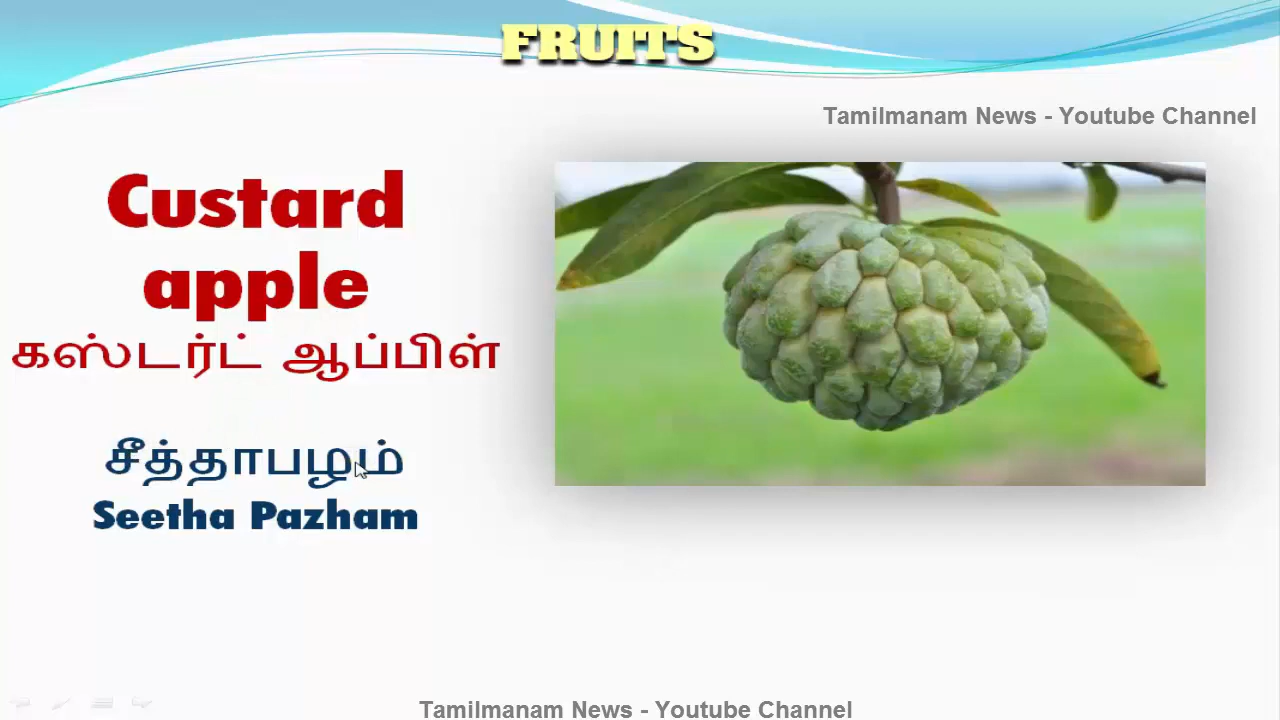 FRUITS
Tamilmanam News - Youtube Channel
Custard
apple
கஸ்டர்ட் ஆப்பிள்
சீத்தாபழம்
Seetha Pazham
Tamilmanam News - Youtube Channel